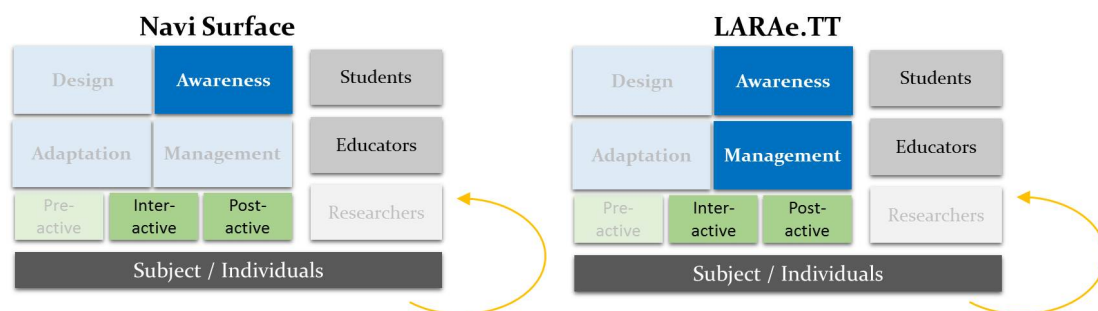 Navi Surface
Design
Awareness
Students
Adaptation
Management
Educators
Pre-
active
Inter-
active
Post-
active
Researchers
Subject / Individuals
LARAe.TT
Design
Awareness
Students
Adaptation
Management
Educators
Pre-
active
Inter-
active
Post-
active
Researchers
Subject / Individuals